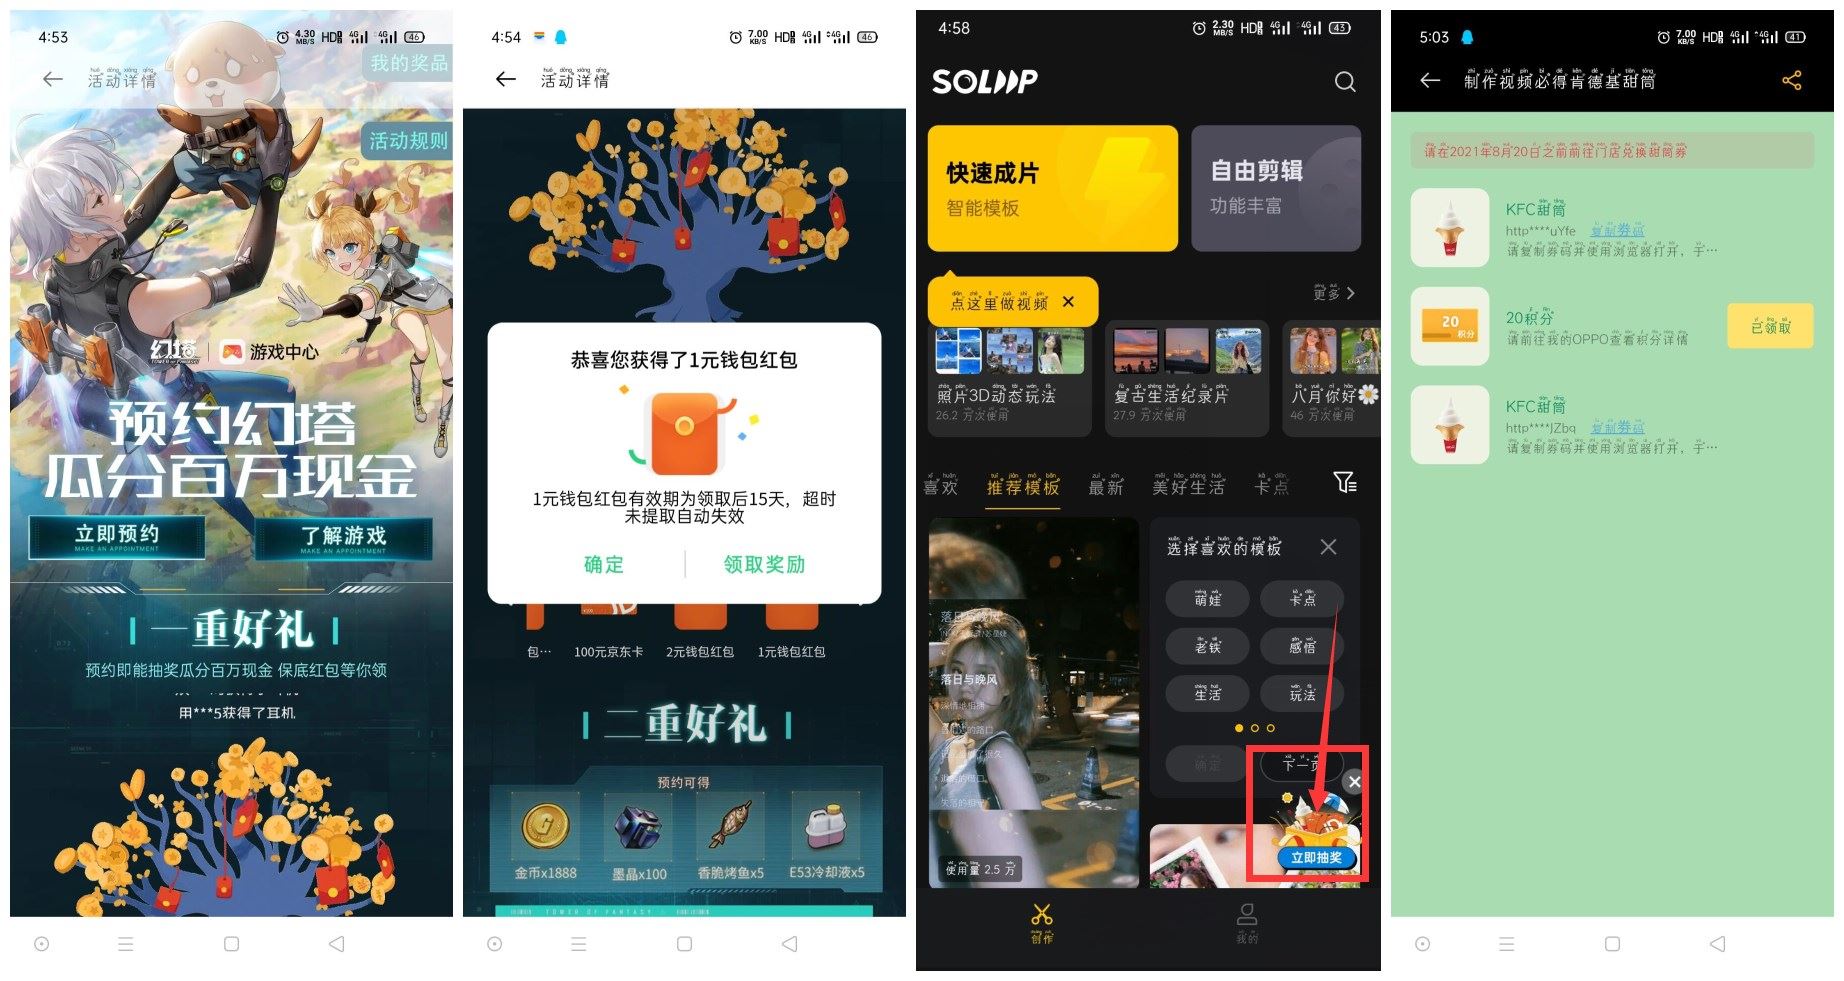 4:53
4.30 MB/S HD 4G 4G 46
我的奖品
活动详情
活动规则
幻塔
TOWER OF FANTASY
游戏中心
预约幻塔
瓜分百万现金
立即预约
MAKE AN APPOINTMENT
了解游戏
MAKE AN APPOINTMENT
一重好礼
预约即能抽奖瓜分百万现金 保底红包等你领
用***5获得了耳机
4:54
7.00 KB/S HD 4G 4G 46
活动详情
恭喜您获得了1元钱包红包
1元钱包红包有效期为领取后15天，超时
未提取自动失效
确定
领取奖励
包…
100元京东卡
2元钱包红包
1元钱包红包
二重好礼
预约可得
金币x1888
墨晶x100
香脆烤鱼x5
E53冷却液x5
TOWER OF FANTASY
4:58
2.30 MB/S HD 4G 4G 43
SOLOOP
快速成片
智能模板
自由剪辑
功能丰富
点这里做视频
更多
照片3D动态玩法
26.2 万次使用
复古生活纪录片
27.9 万次使用
八月你好
46 万次使用
喜欢
推荐模板
最新
美好生活
卡点
选择喜欢的模板
萌娃
卡点
老铁
感悟
生活
玩法
确定
下一页
落日与晚风
落日与晚风
使用量 2.5 万
立即抽奖
创作
我的
5:03
7.00 KB/S HD 4G 4G 41
制作视频必得肯德基甜筒
请在2021年8月20日之前前往门店兑换甜筒券
KFC甜筒
http****uYfe 复制券码
请复制券码并使用浏览器打开，于…
20积分
20
积分
请前往我的OPPO查看积分详情
已领取
KFC甜筒
http****JZbq 复制券码
请复制券码并使用浏览器打开，于…